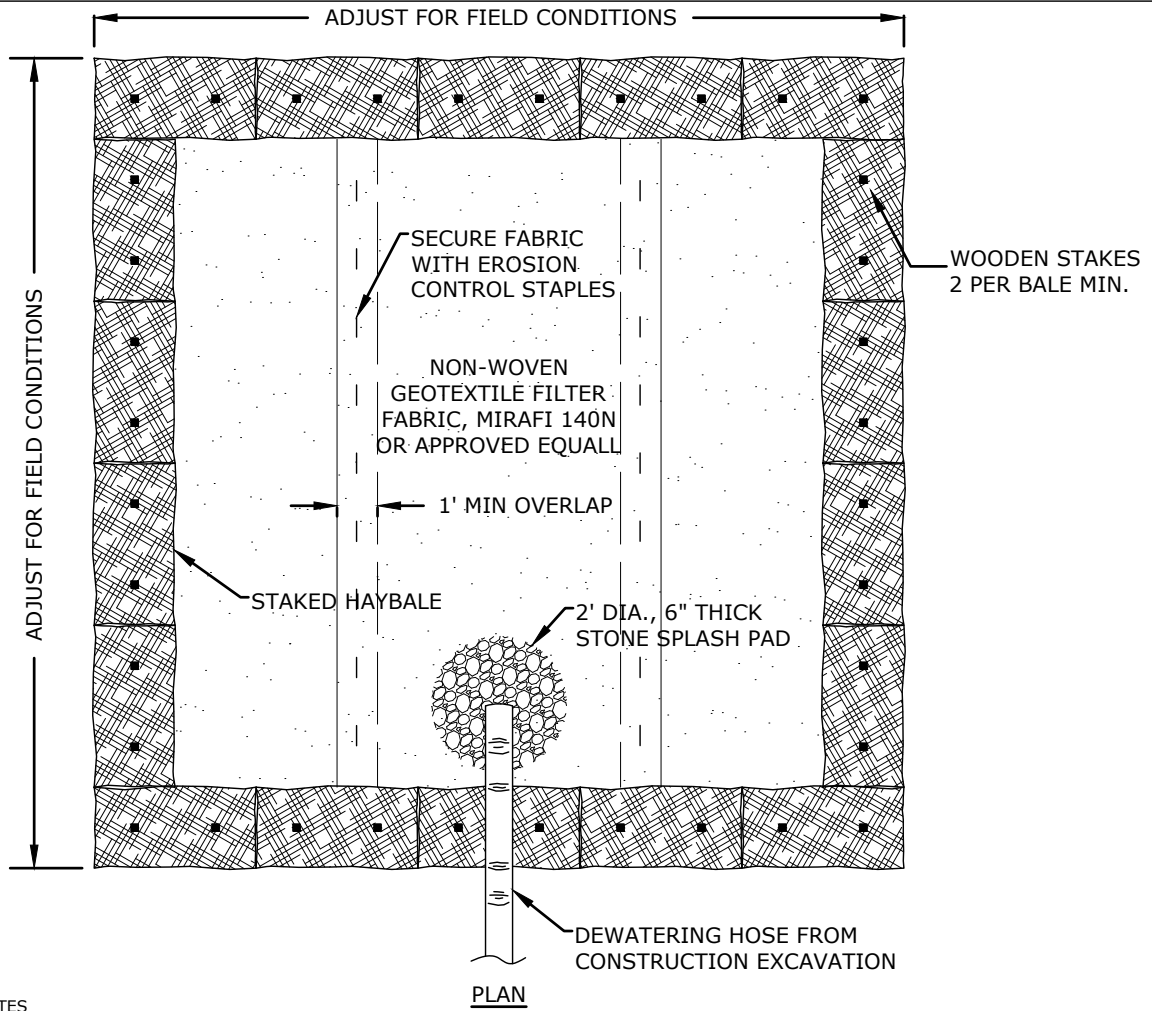 ADJUST FOR FIELD CONDITIONS
ADJUST FOR FIELD CONDITIONS
SECURE FABRIC
WITH EROSION
CONTROL STAPLES
WOODEN STAKES
2 PER BALE MIN.
NON-WOVEN
GEOTEXTILE FILTER
FABRIC, MIRAFI 140N
OR APPROVED EQUALL
1' MIN OVERLAP
STAKED HAYBALE
2' DIA., 6" THICK
STONE SPLASH PAD
DEWATERING HOSE FROM
CONSTRUCTION EXCAVATION
PLAN
TES